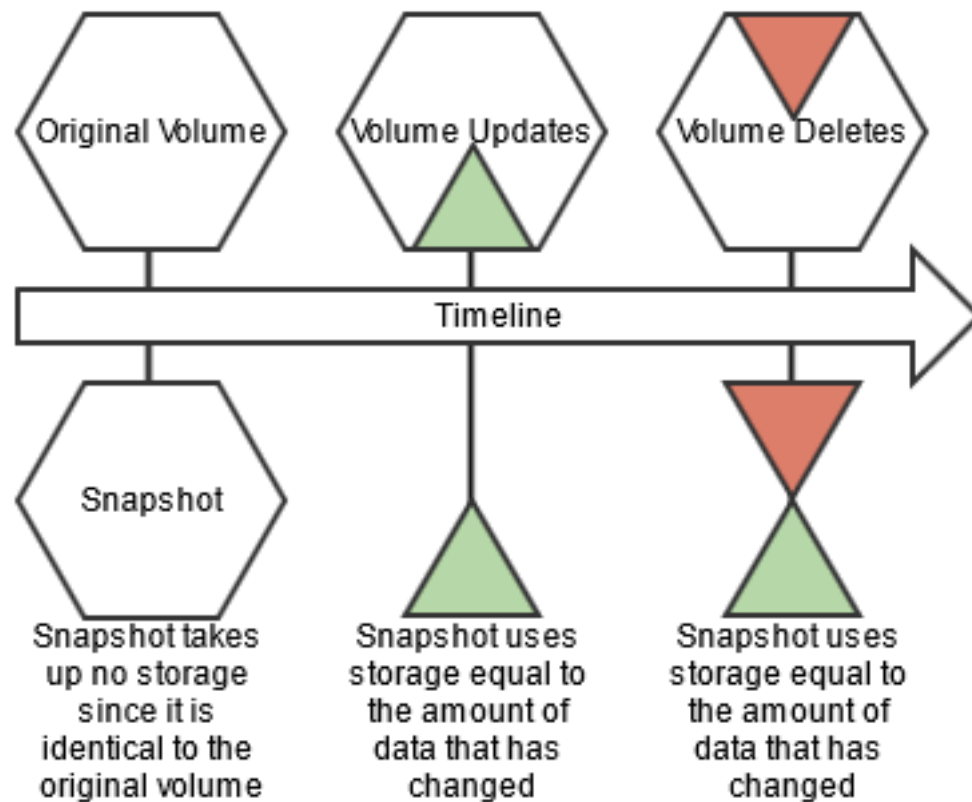 Original Volume
Volume Updates
Volume Deletes
Timeline
Snapshot
Snapshot takes
up no storage
since it is
identical to the
original volume
Snapshot uses
storage equal to
the amount of
data that has
changed
Snapshot uses
storage equal to
the amount of
data that has
changed